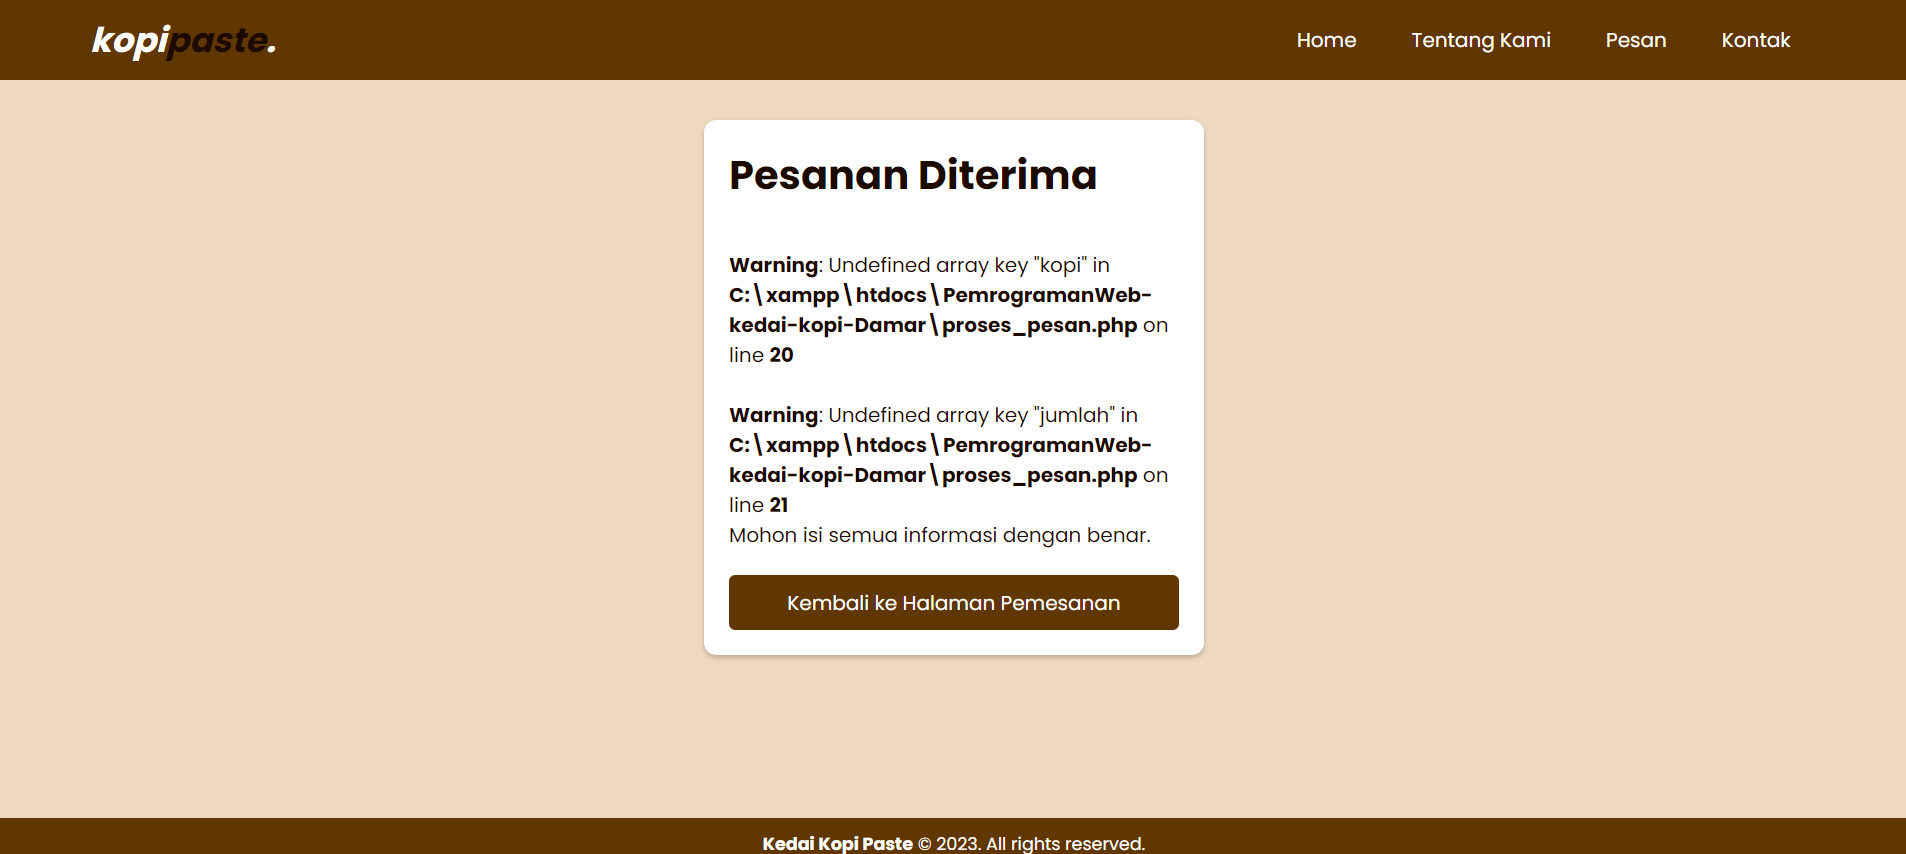 kopipaste.
Home Tentang Kami Pesan Kontak
Pesanan Diterima
Warning: Undefined array key "kopi" in
C:\xampp\htdocs\PemrogramanWeb-
kedai-kopi-Damar\proses_pesan.php on
line 20
Warning: Undefined array key "jumlah" in
C:\xampp\htdocs\PemrogramanWeb-
kedai-kopi-Damar\proses_pesan.php on
line 21
Mohon isi semua informasi dengan benar.
Kembali ke Halaman Pemesanan
Kedai Kopi Paste © 2023. All rights reserved.